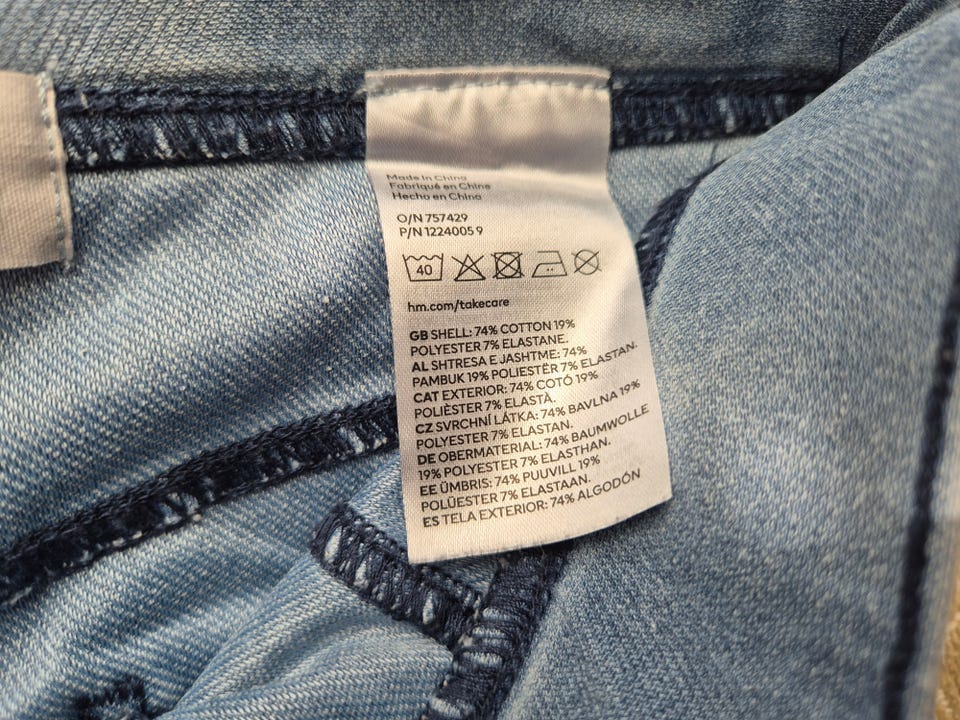 Made in China
Fabriqué en Chine
Hecho en China
O/N 757429
P/N 1224005 9
40
hm.com/takecare
GB SHELL: 74% COTTON 19%
POLYESTER 7% ELASTANE.
AL SHTRESA E JASHTME: 74%
PAMBUK 19% POLIESTËR 7% ELASTAN.
CAT EXTERIOR: 74% COTÓ 19%
POLIÈSTER 7% ELASTÀ.
CZ SVRCHNÍ LÁTKA: 74% BAVLNA 19%
POLYESTER 7% ELASTAN.
DE OBERMATERIAL: 74% BAUMWOLLE
19% POLYESTER 7% ELASTHAN.
EE ÜMBRIS: 74% PUUVILL 19%
POLÜESTER 7% ELASTAAN.
ES TELA EXTERIOR: 74% ALGODÓN